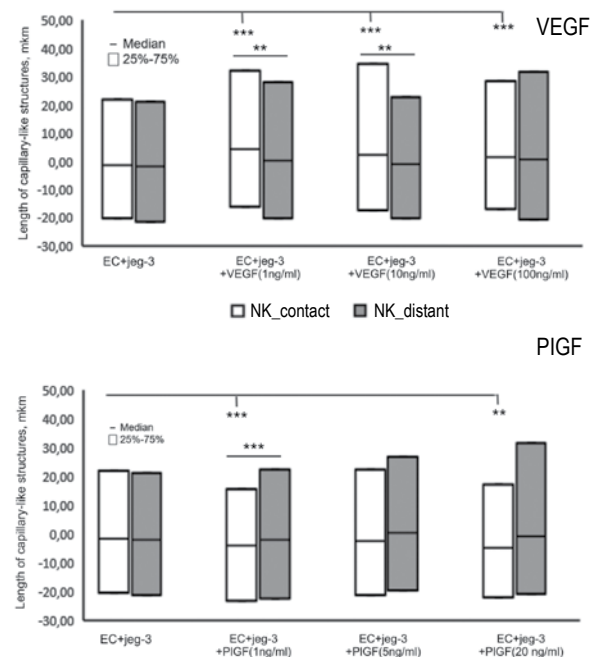 VEGF
*** *** ***
** **
– Median
25%-75%
Length of capillary-like structures, mkm
50,00
40,00
30,00
20,00
10,00
0,00
-10,00
-20,00
-30,00
EC+jeg-3
EC+jeg-3
+VEGF(1ng/ml)
EC+jeg-3
+VEGF(10ng/ml)
EC+jeg-3
+VEGF(100ng/ml)
NK_contact NK_distant
PIGF
*** **
***
– Median
25%-75%
Length of capillary-like structures, mkm
50,00
40,00
30,00
20,00
10,00
0,00
-10,00
-20,00
-30,00
EC+jeg-3
EC+jeg-3
+PIGF(1ng/ml)
EC+jeg-3
+PIGF(5ng/ml)
EC+jeg-3
+PIGF(20 ng/ml)